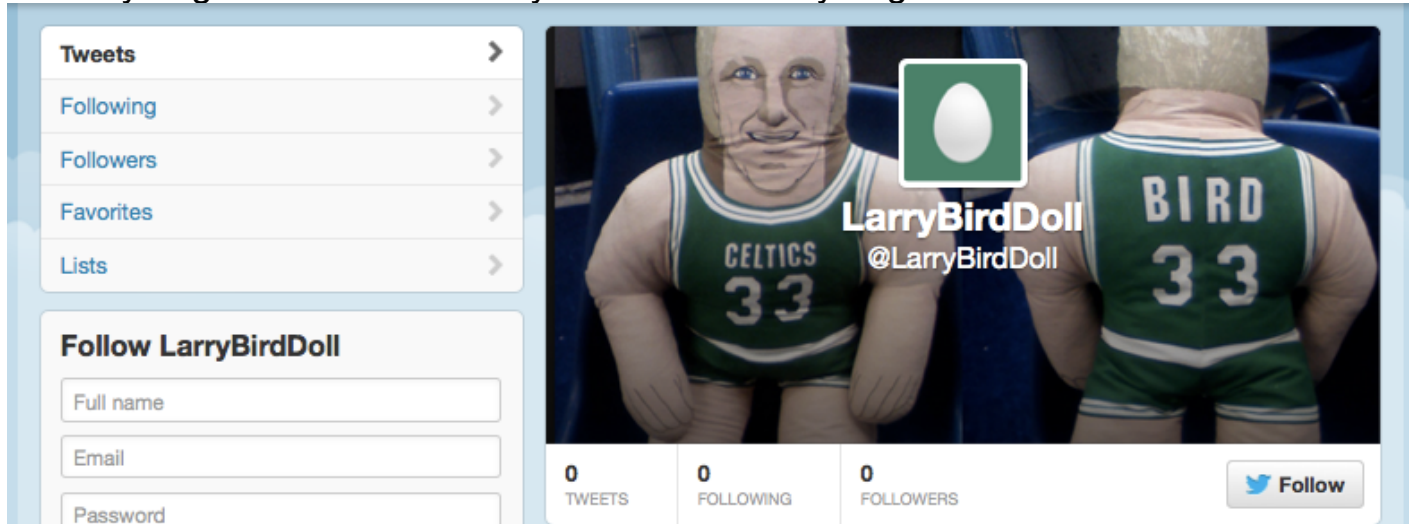 Tweets
Following
Followers
Favorites
Lists
Follow LarryBirdDoll
Full name
Email
Password
CELTICS
33
BIRD
33
LarryBirdDoll
@LarryBirdDoll
0
TWEETS
0
FOLLOWING
0
FOLLOWERS
Follow